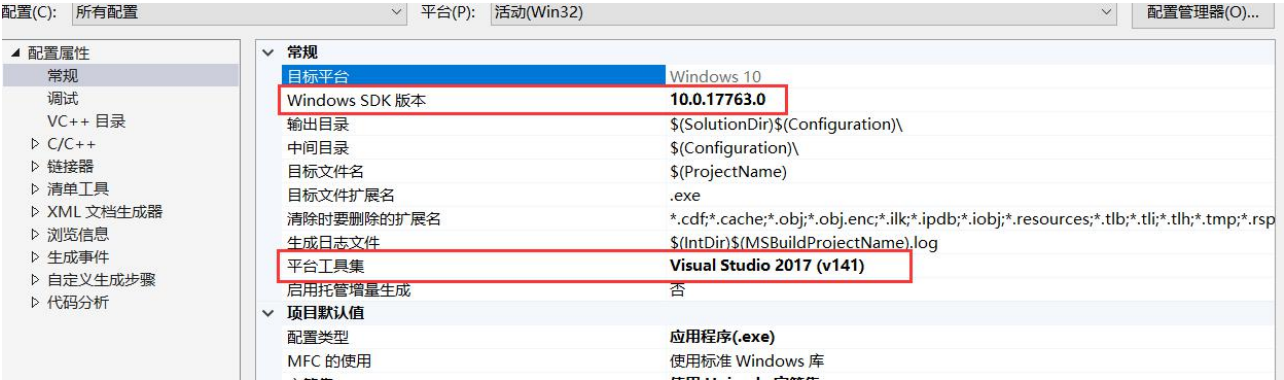 配置(C): 所有配置 平台(P): 活动(Win32) 配置管理器(O)...
配置属性
常规
调试
VC++ 目录
C/C++
链接器
清单工具
XML 文档生成器
浏览信息
生成事件
自定义生成步骤
代码分析
常规
目标平台 Windows 10
Windows SDK 版本 10.0.17763.0
输出目录 $(SolutionDir)$(Configuration)\
中间目录 $(Configuration)\
目标文件名 $(ProjectName)
目标文件扩展名 .exe
清除时要删除的扩展名 *.cdf;*.cache;*.obj;*.obj.enc;*.ilk;*.ipdb;*.iobj;*.resources;*.tlb;*.tli;*.tlh;*.tmp;*.rsp
生成日志文件 $(IntDir)$(MSBuildProjectName).log
平台工具集 Visual Studio 2017 (v141)
启用托管增量生成 否
项目默认值
配置类型 应用程序(.exe)
MFC 的使用 使用标准 Windows 库